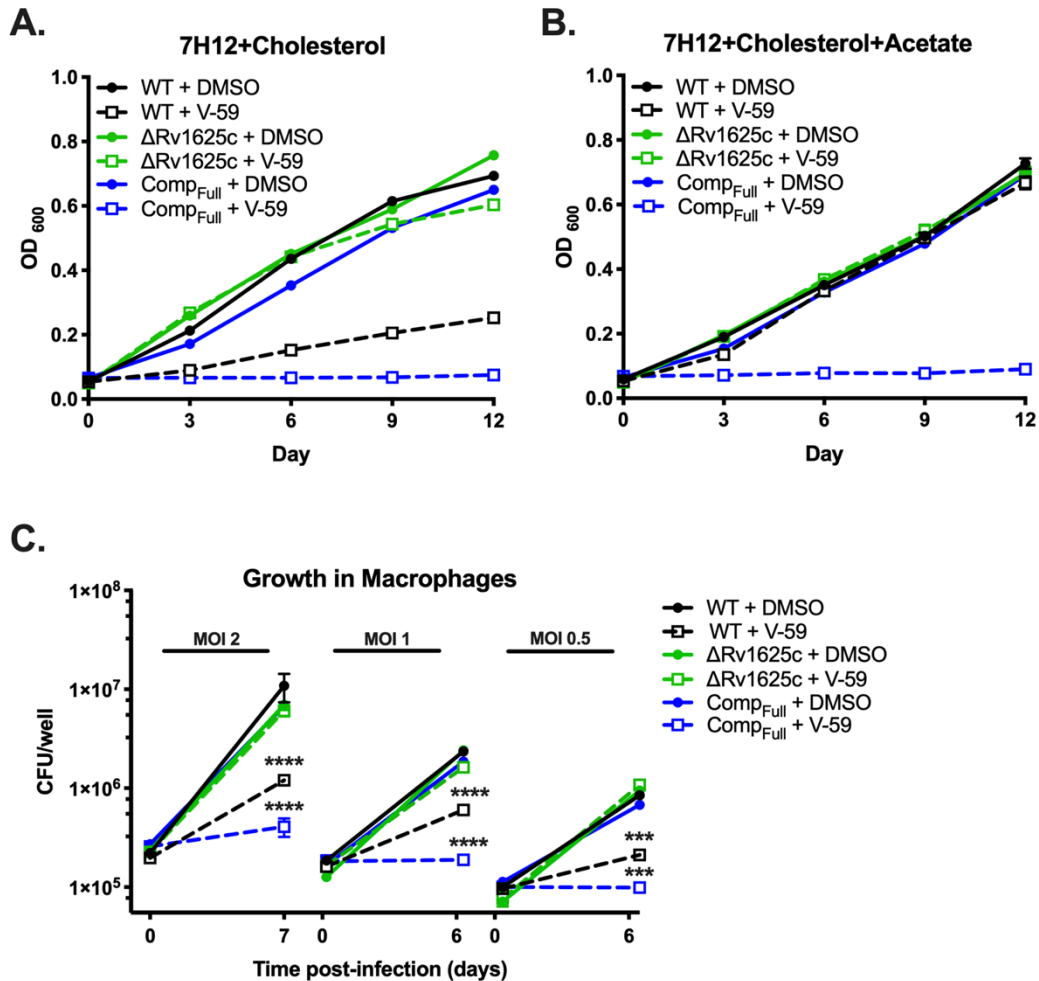 A.
7H12+Cholesterol
1.0
0.8
0.6
0.4
0.2
0.0
OD 600
WT + DMSO
WT + V-59
ΔRv1625c + DMSO
ΔRv1625c + V-59
CompFull + DMSO
CompFull + V-59
0 3 6 9 12
Day
B.
7H12+Cholesterol+Acetate
1.0
0.8
0.6
0.4
0.2
0.0
OD 600
WT + DMSO
WT + V-59
ΔRv1625c + DMSO
ΔRv1625c + V-59
CompFull + DMSO
CompFull + V-59
0 3 6 9 12
Day
C.
Growth in Macrophages
1×10⁸
1×10⁷
1×10⁶
1×10⁵
CFU/well
MOI 2 MOI 1 MOI 0.5
****
****
****
****
***
***
0 7 0 6 0 6
Time post-infection (days)
WT + DMSO
WT + V-59
ΔRv1625c + DMSO
ΔRv1625c + V-59
CompFull + DMSO
CompFull + V-59